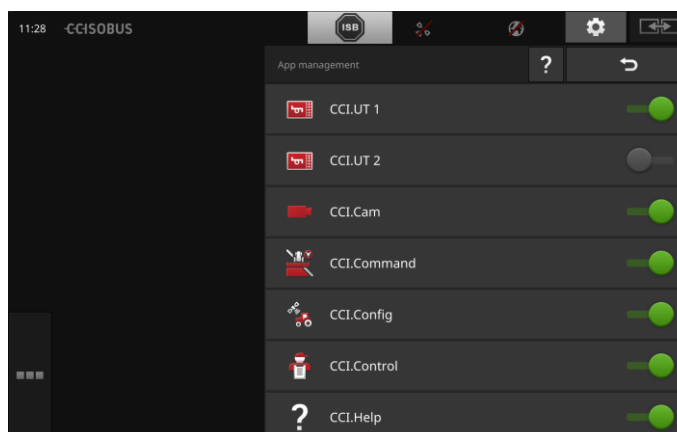 11:28 CCISOBUS ISB
App management ?
CCI.UT 1
CCI.UT 2
CCI.Cam
CCI.Command
CCI.Config
CCI.Control
? CCI.Help